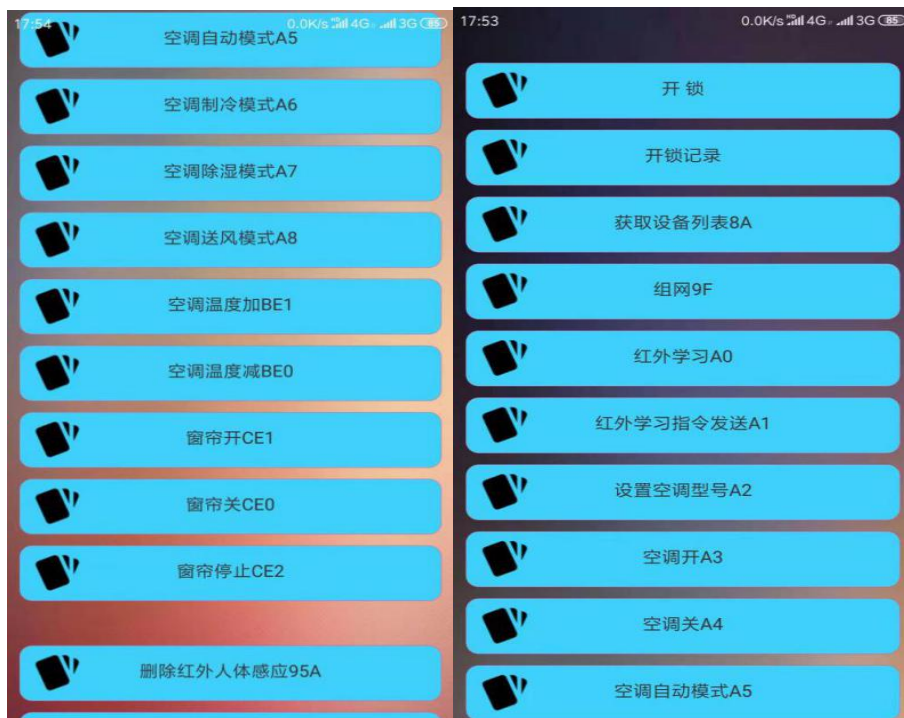 17:54 0.0K/s 4G 3G 85
空调自动模式A5
空调制冷模式A6
空调除湿模式A7
空调送风模式A8
空调温度加BE1
空调温度减BE0
窗帘开CE1
窗帘关CE0
窗帘停止CE2
删除红外人体感应95A
17:53 0.0K/s 4G 3G 85
开 锁
开锁记录
获取设备列表8A
组网9F
红外学习A0
红外学习指令发送A1
设置空调型号A2
空调开A3
空调关A4
空调自动模式A5